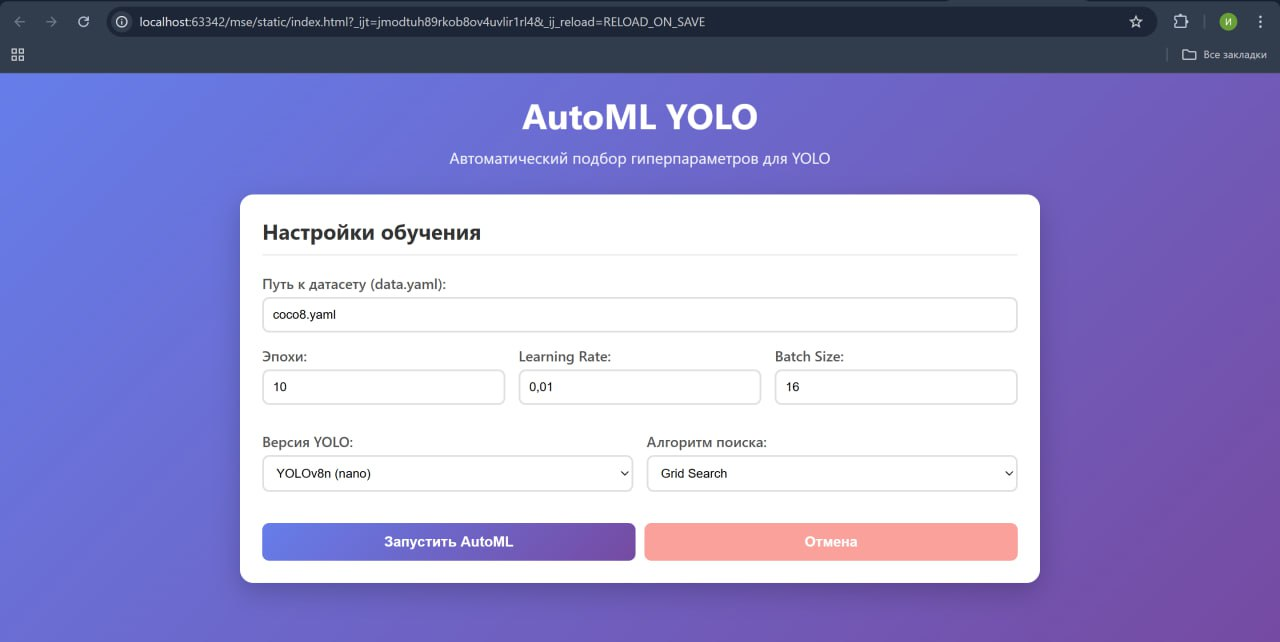 localhost:63342/mse/static/index.html?_ijt=jmodtuh89rkob8ov4uvlir1rl4&_ij_reload=RELOAD_ON_SAVE
И
Все закладки
AutoML YOLO
Автоматический подбор гиперпараметров для YOLO
Настройки обучения
Путь к датасету (data.yaml):
coco8.yaml
Эпохи: Learning Rate: Batch Size:
10 0,01 16
Версия YOLO: Алгоритм поиска:
YOLOv8n (nano) Grid Search
Запустить AutoML Отмена